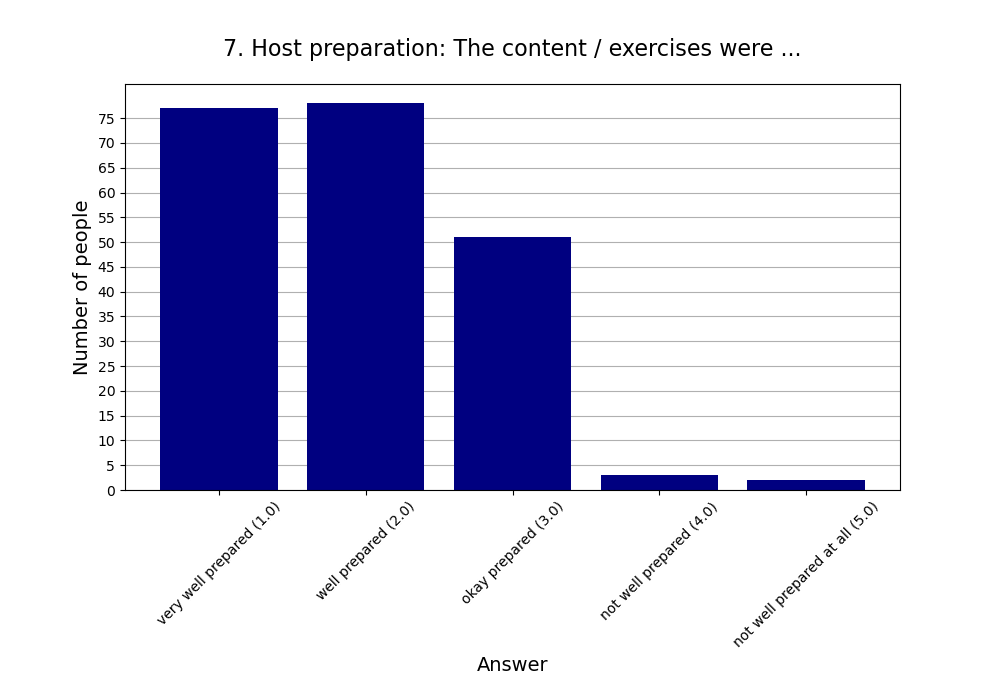 7. Host preparation: The content / exercises were ...
Number of people
75
70
65
60
55
50
45
40
35
30
25
20
15
10
5
0
very well prepared (1.0)
well prepared (2.0)
okay prepared (3.0)
not well prepared (4.0)
not well prepared at all (5.0)
Answer